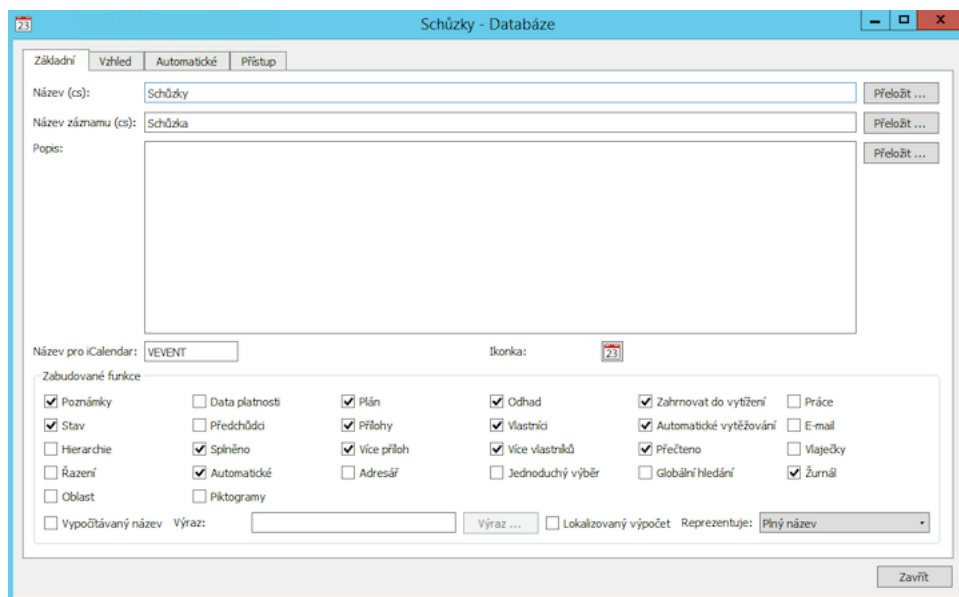 23 Schůzky - Databáze
Základní Vzhled Automatické Přístup
Název (cs): Schůzky Přeložit ...
Název záznamu (cs): Schůzka Přeložit ...
Popis: Přeložit ...
Název pro iCalendar: VEVENT Ikonka: 23
Zabudované funkce
Poznámky Data platnosti Plán Odhad Zahrnovat do vytížení Práce
Stav Předchůdci Přílohy Vlastníci Automatické vytěžování E-mail
Hierarchie Splněno Více příloh Více vlastníků Přečteno Vlaječky
Řazení Automatické Adresář Jednoduchý výběr Globální hledání Žurnál
Oblast Piktogramy
Vypočítávaný název Výraz: Výraz ... Lokalizovaný výpočet Reprezentuje: Plný název
Zavřít